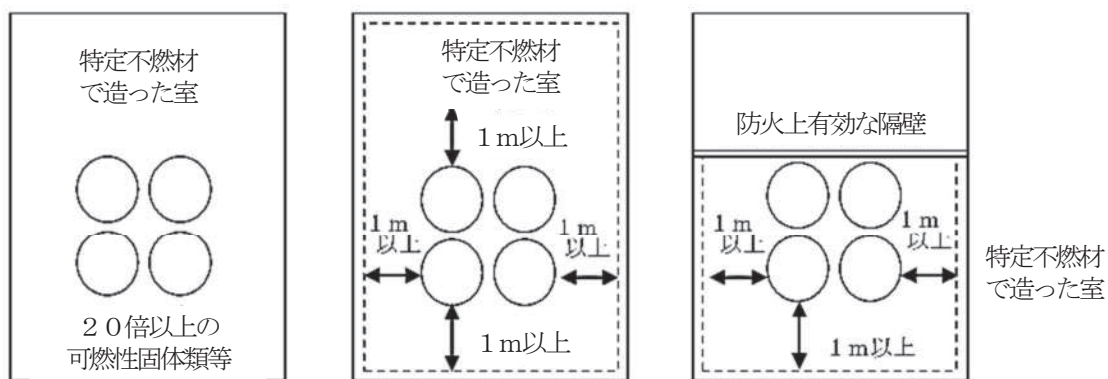 特定不燃材
で造った室
２０倍以上の
可燃性固体類等
特定不燃材
で造った室
１ｍ以上
１ｍ
以上
１ｍ
以上
１ｍ以上
防火上有効な隔壁
１ｍ
以上
１ｍ
以上
１ｍ以上
特定不燃材
で造った室